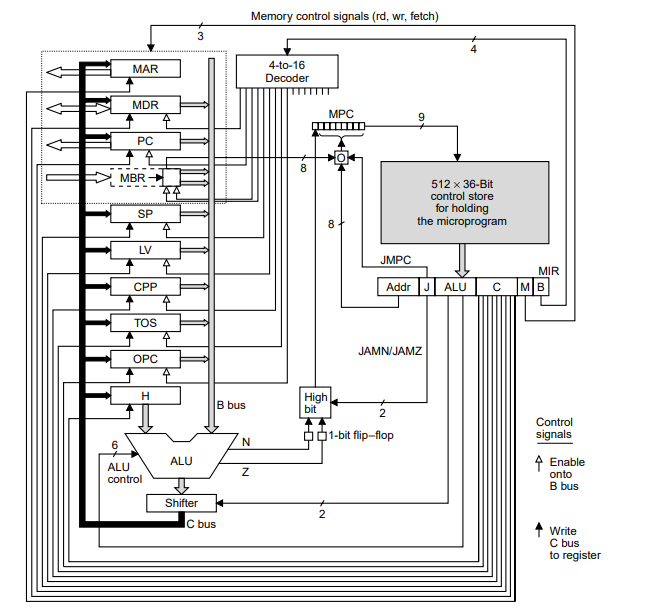 Memory control signals (rd, wr, fetch)
3
4
MAR
MDR
PC
MBR
SP
LV
CPP
TOS
OPC
H
4-to-16
Decoder
MPC
9
8
O
8
512 × 36-Bit
control store
for holding
the microprogram
JMPC
MIR
Addr J ALU C M B
JAMN/JAMZ
2
High
bit
1-bit flip–flop
B bus
N
Z
6
ALU
control
ALU
Shifter
2
C bus
Control
signals
Enable
onto
B bus
Write
C bus
to register